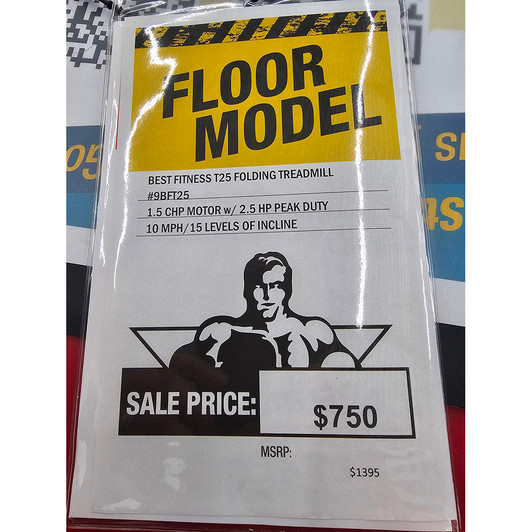 FLOOR
MODEL
BEST FITNESS T25 FOLDING TREADMILL
#9BFT25
1.5 CHP MOTOR w/ 2.5 HP PEAK DUTY
10 MPH/15 LEVELS OF INCLINE
SALE PRICE:
$750
MSRP:
$1395